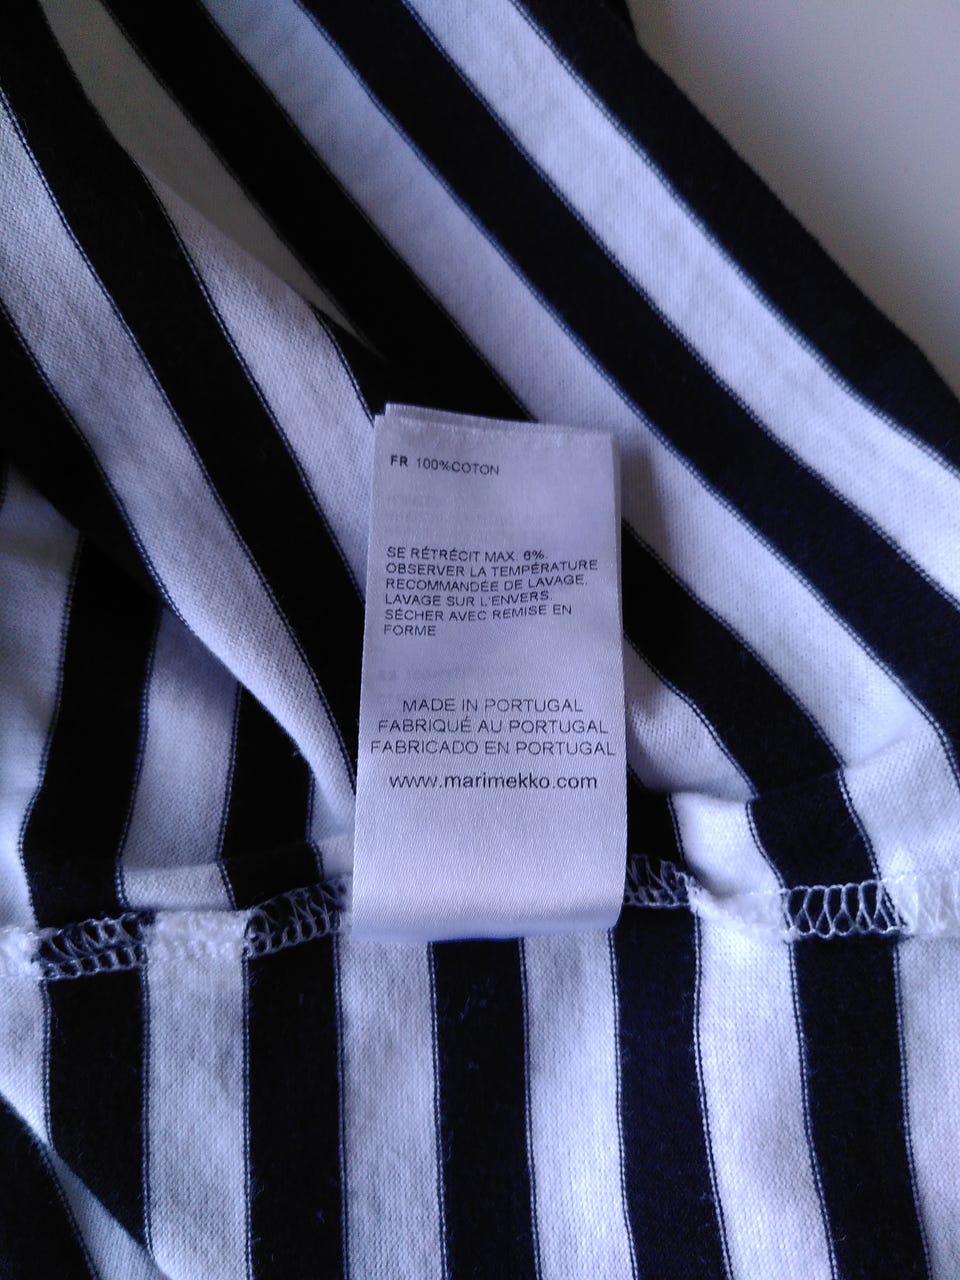 FR 100%COTON
SE RÉTRÉCIT MAX. 6%.
OBSERVER LA TEMPÉRATURE
RECOMMANDÉE DE LAVAGE.
LAVAGE SUR L'ENVERS.
SÉCHER AVEC REMISE EN
FORME
MADE IN PORTUGAL
FABRIQUÉ AU PORTUGAL
FABRICADO EN PORTUGAL
www.marimekko.com